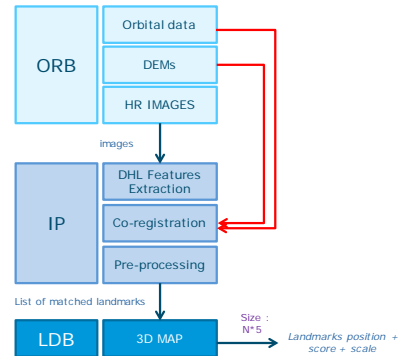 Orbital data
ORB
DEMs
HR IMAGES
images
DHL Features
Extraction
IP
Co-registration
Pre-processing
List of matched landmarks
Size :
N*5
LDB
3D MAP
Landmarks position +
score + scale